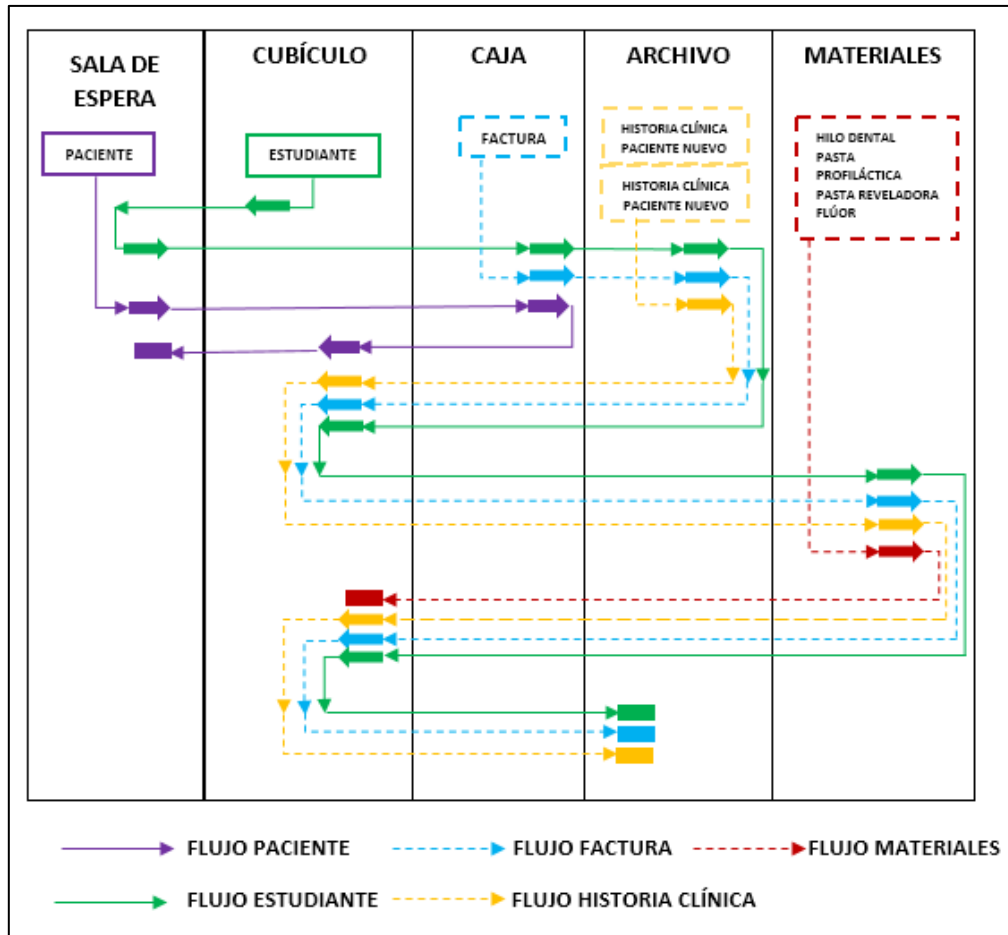 SALA DE
ESPERA
CUBÍCULO
CAJA
ARCHIVO
MATERIALES
PACIENTE
ESTUDIANTE
FACTURA
HISTORIA CLÍNICA
PACIENTE NUEVO
HISTORIA CLÍNICA
PACIENTE NUEVO
HILO DENTAL
PASTA
PROFILÁCTICA
PASTA REVELADORA
FLÚOR
FLUJO PACIENTE
FLUJO FACTURA
FLUJO MATERIALES
FLUJO ESTUDIANTE
FLUJO HISTORIA CLÍNICA